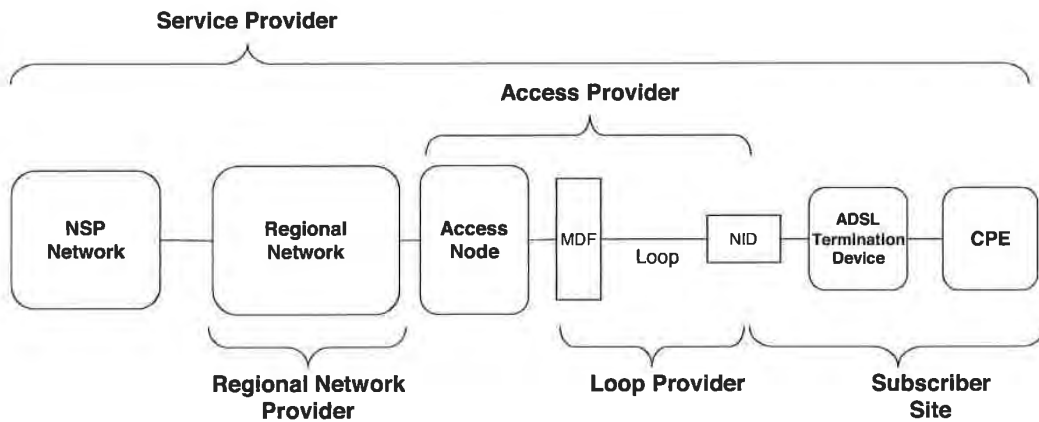 Service Provider
Access Provider
NSP
Network
Regional
Network
Access
Node
MDF
Loop
NID
ADSL
Termination
Device
CPE
Regional Network
Provider
Loop Provider
Subscriber
Site